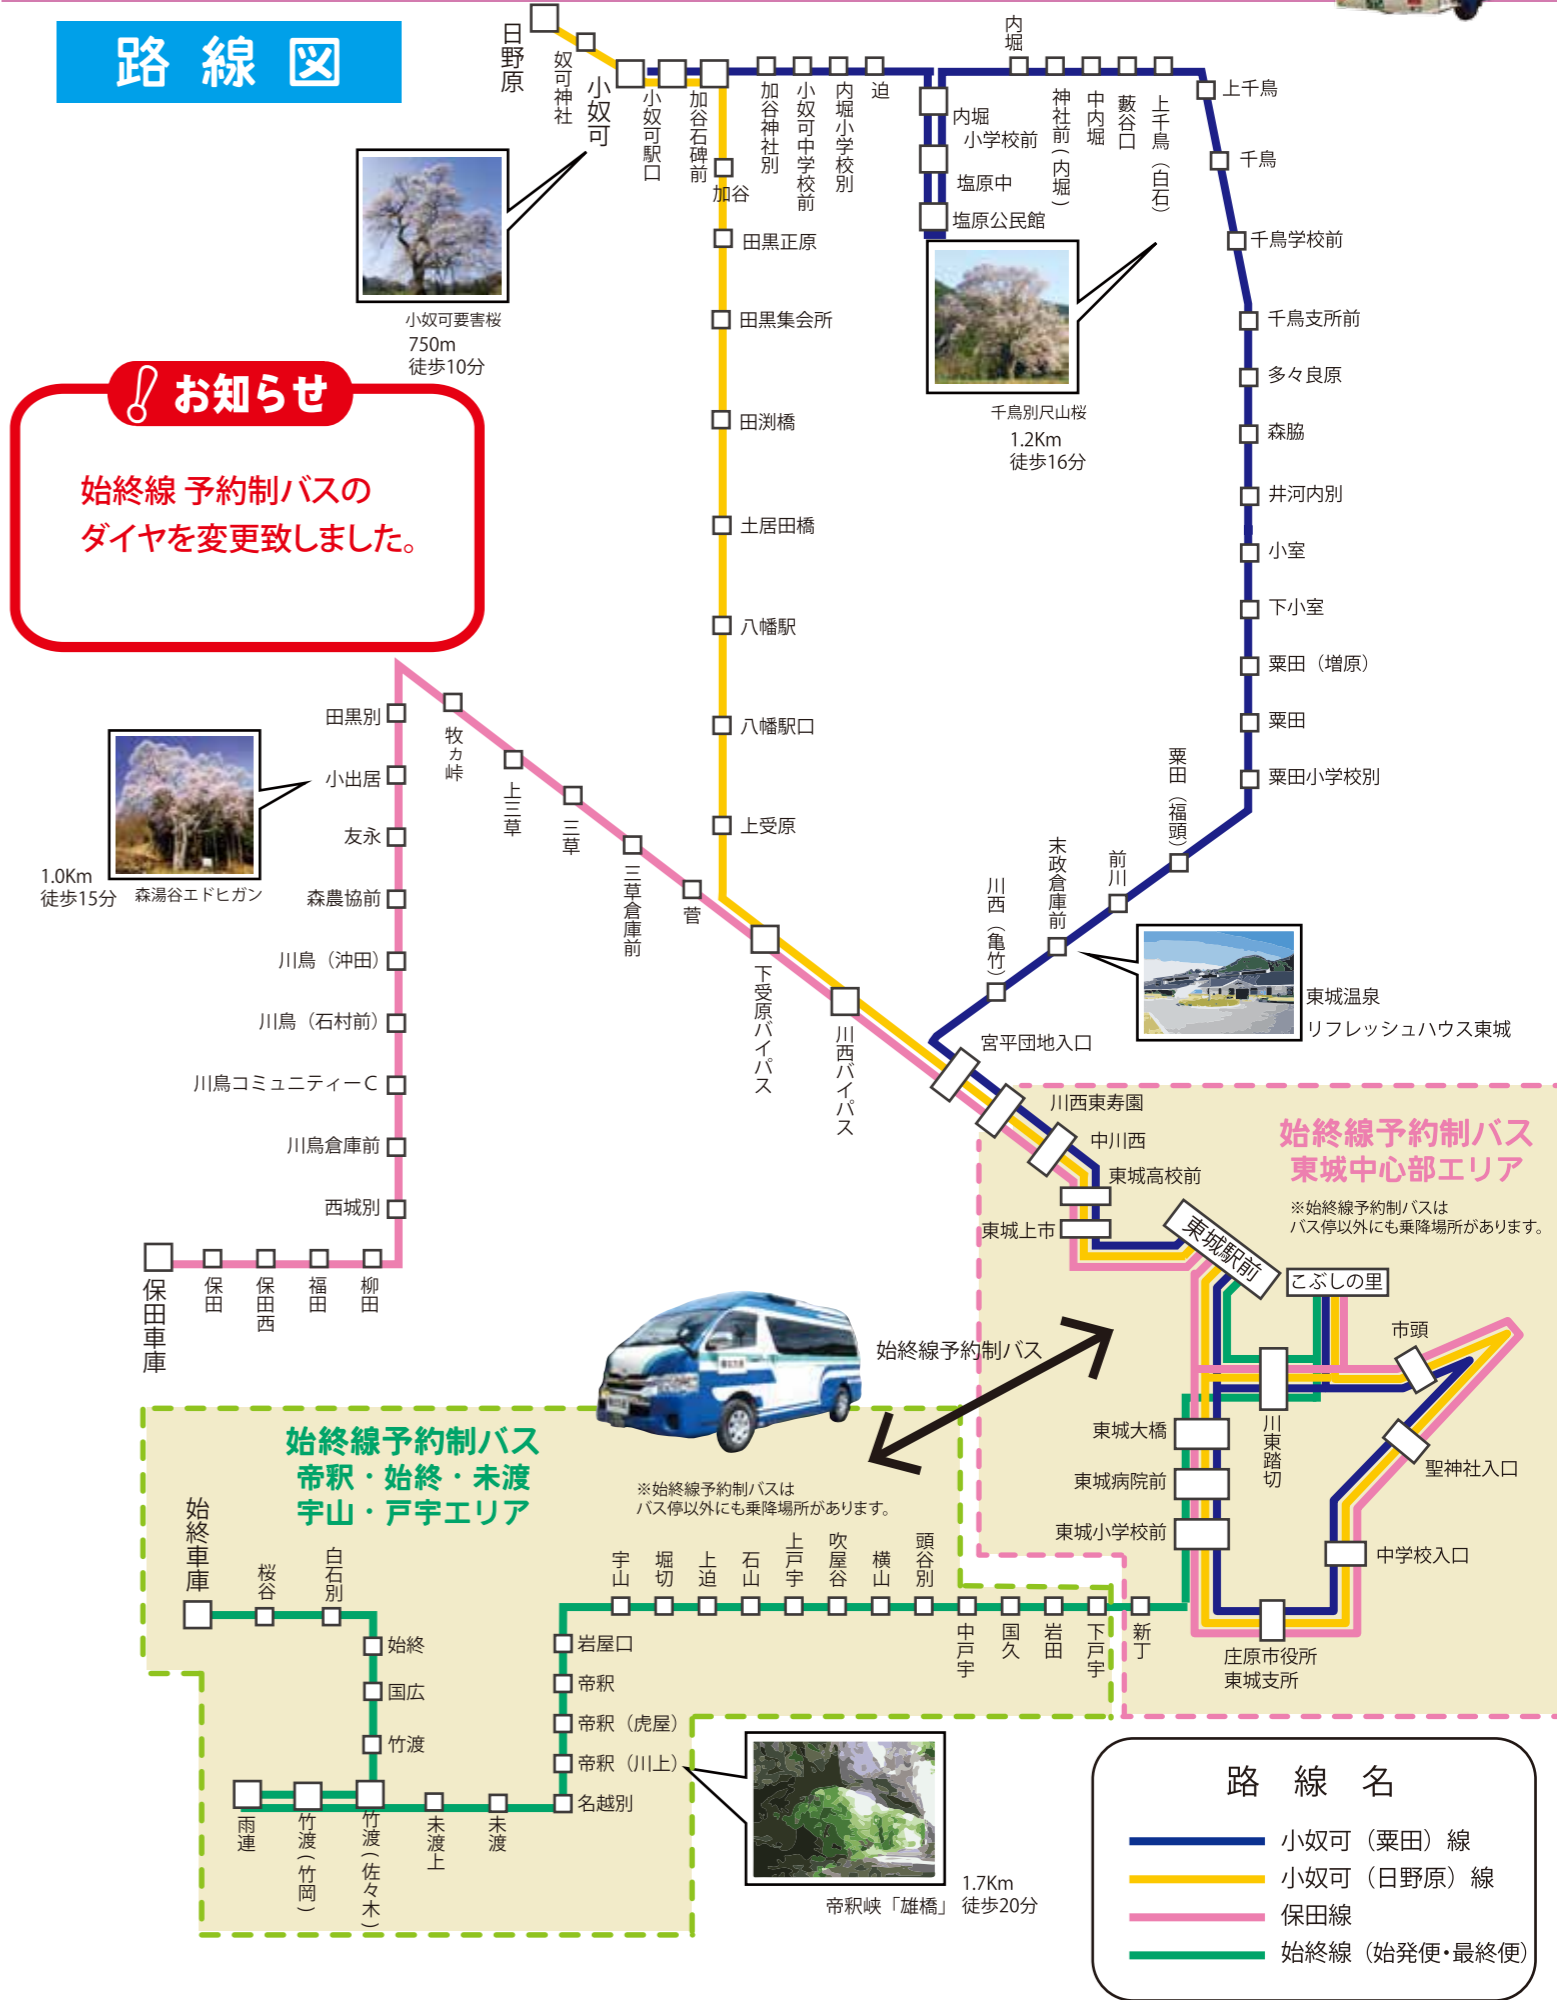 路線図
日野原
奴可神社
小奴可
小奴可駅口
加谷石碑前
加谷神社別
小奴可中学校前
内堀小学校別
迫
内堀
小学校前
塩原中
塩原公民館
内堀
神社前(内堀)
中内堀
藪谷口
上千鳥(白石)
上千鳥
千鳥
千鳥学校前
千鳥支所前
多々良原
森脇
井河内別
小室
下小室
粟田(増原)
粟田
粟田小学校別
粟田(福頭)
前川
末政倉庫前
川西(亀竹)
加谷
田黒正原
田黒集会所
田渕橋
土居田橋
八幡駅
八幡駅口
上受原
小奴可要害桜
750m
徒歩10分
千鳥別尺山桜
1.2Km
徒歩16分
お知らせ
始終線 予約制バスの
ダイヤを変更致しました。
田黒別
小出居
友永
森農協前
川鳥(沖田)
川鳥(石村前)
川鳥コミュニティーC
川鳥倉庫前
西城別
1.0Km
徒歩15分
森湯谷エドヒガン
保田車庫
保田
保田西
福田
柳田
牧ヵ峠
上三草
三草
三草倉庫前
菅
下受原バイパス
川西バイパス
東城温泉
リフレッシュハウス東城
宮平団地入口
川西東寿園
中川西
東城高校前
東城上市
東城駅前
こぶしの里
市頭
川東踏切
聖神社入口
中学校入口
東城大橋
東城病院前
東城小学校前
庄原市役所
東城支所
始終線予約制バス
東城中心部エリア
※始終線予約制バスは
バス停以外にも乗降場所があります。
始終線予約制バス
始終線予約制バス
帝釈・始終・未渡
宇山・戸宇エリア
※始終線予約制バスは
バス停以外にも乗降場所があります。
始終車庫
桜谷
白石別
始終
国広
竹渡
雨連
竹渡(竹岡)
竹渡(佐々木)
未渡上
未渡
名越別
帝釈(川上)
帝釈(虎屋)
帝釈
岩屋口
宇山
堀切
上迫
石山
上戸宇
吹屋谷
横山
頭谷別
中戸宇
国久
岩田
下戸宇
新丁
1.7Km
帝釈峡「雄橋」 徒歩20分
路線名
小奴可(粟田)線
小奴可(日野原)線
保田線
始終線(始発便・最終便)